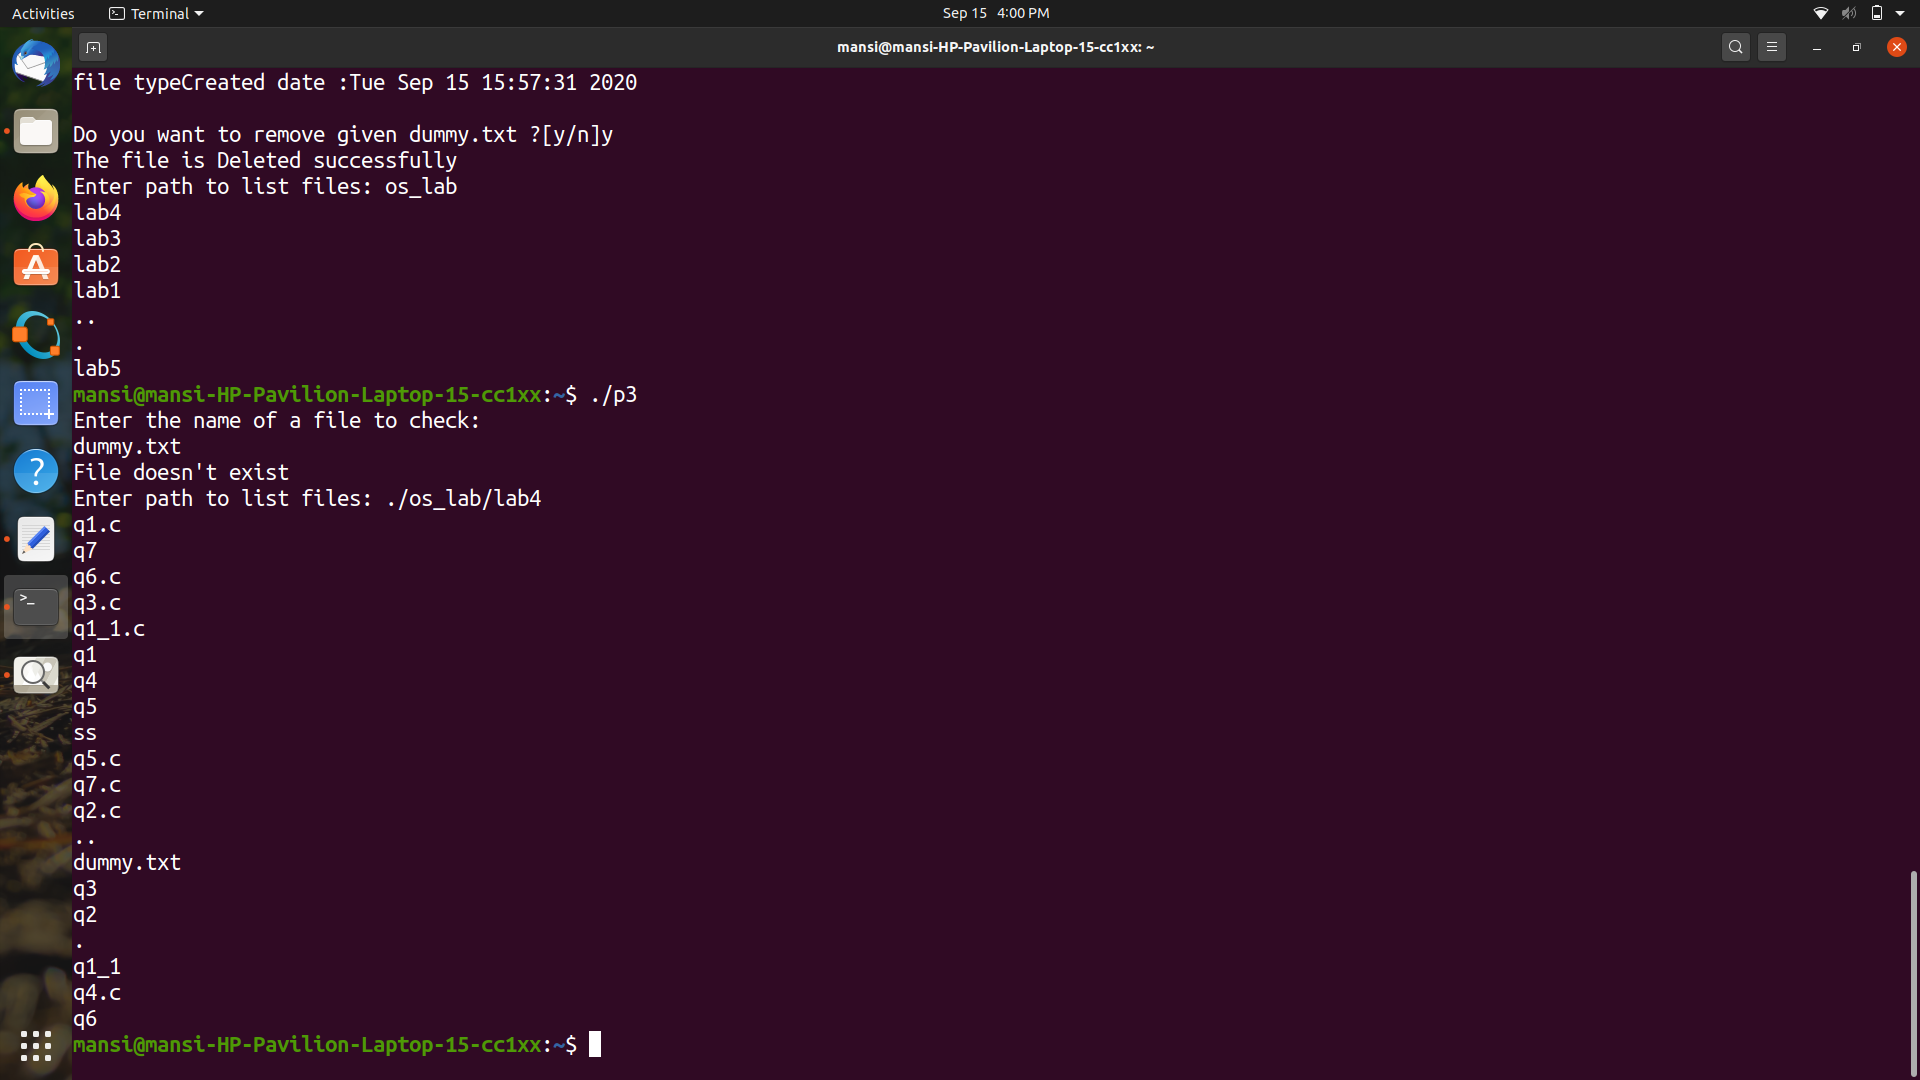 Activities
Terminal
Sep 15 4:00 PM
mansi@mansi-HP-Pavilion-Laptop-15-cc1xx: ~
file typeCreated date :Tue Sep 15 15:57:31 2020
Do you want to remove given dummy.txt ?[y/n]y
The file is Deleted successfully
Enter path to list files: os_lab
lab4
lab3
lab2
lab1
..
.
lab5
mansi@mansi-HP-Pavilion-Laptop-15-cc1xx:~$ ./p3
Enter the name of a file to check:
dummy.txt
File doesn't exist
Enter path to list files: ./os_lab/lab4
q1.c
q7
q6.c
q3.c
q1_1.c
q1
q4
q5
ss
q5.c
q7.c
q2.c
..
dummy.txt
q3
q2
.
q1_1
q4.c
q6
mansi@mansi-HP-Pavilion-Laptop-15-cc1xx:~$